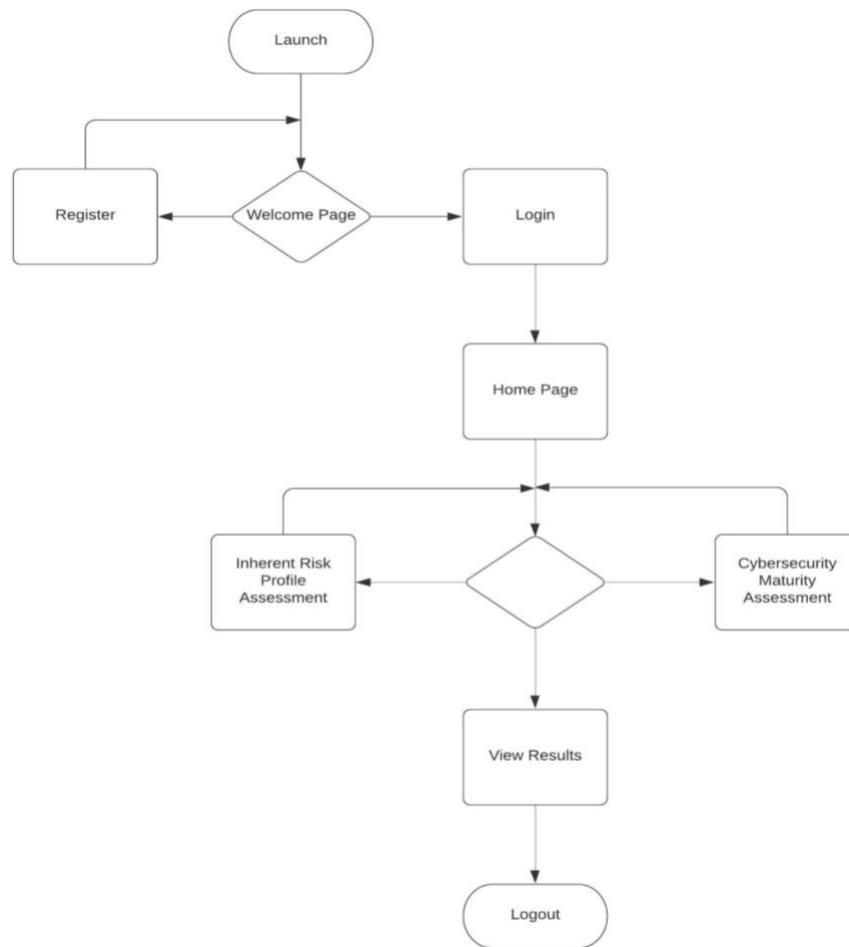 Launch
Register
Welcome Page
Login
Home Page
Inherent Risk
Profile
Assessment
Cybersecurity
Maturity
Assessment
View Results
Logout